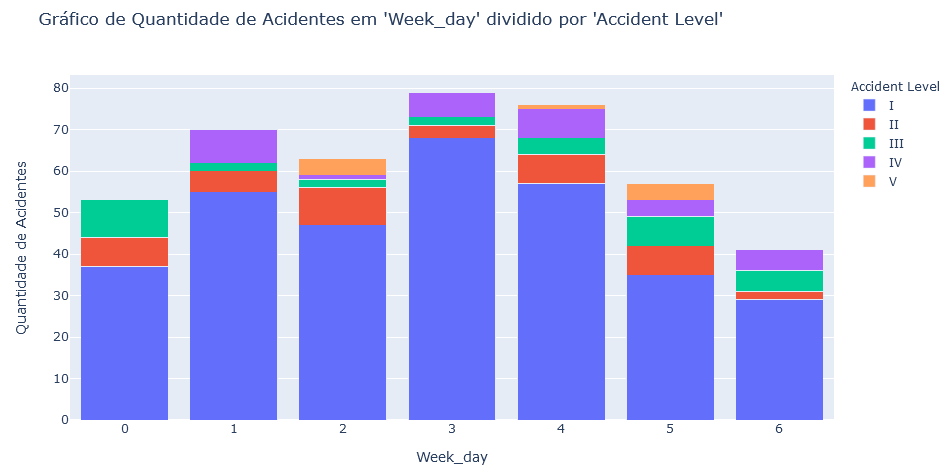 Gráfico de Quantidade de Acidentes em 'Week_day' dividido por 'Accident Level'
Accident Level
I
II
III
IV
V
Quantidade de Acidentes
80
70
60
50
40
30
20
10
0
0 1 2 3 4 5 6
Week_day